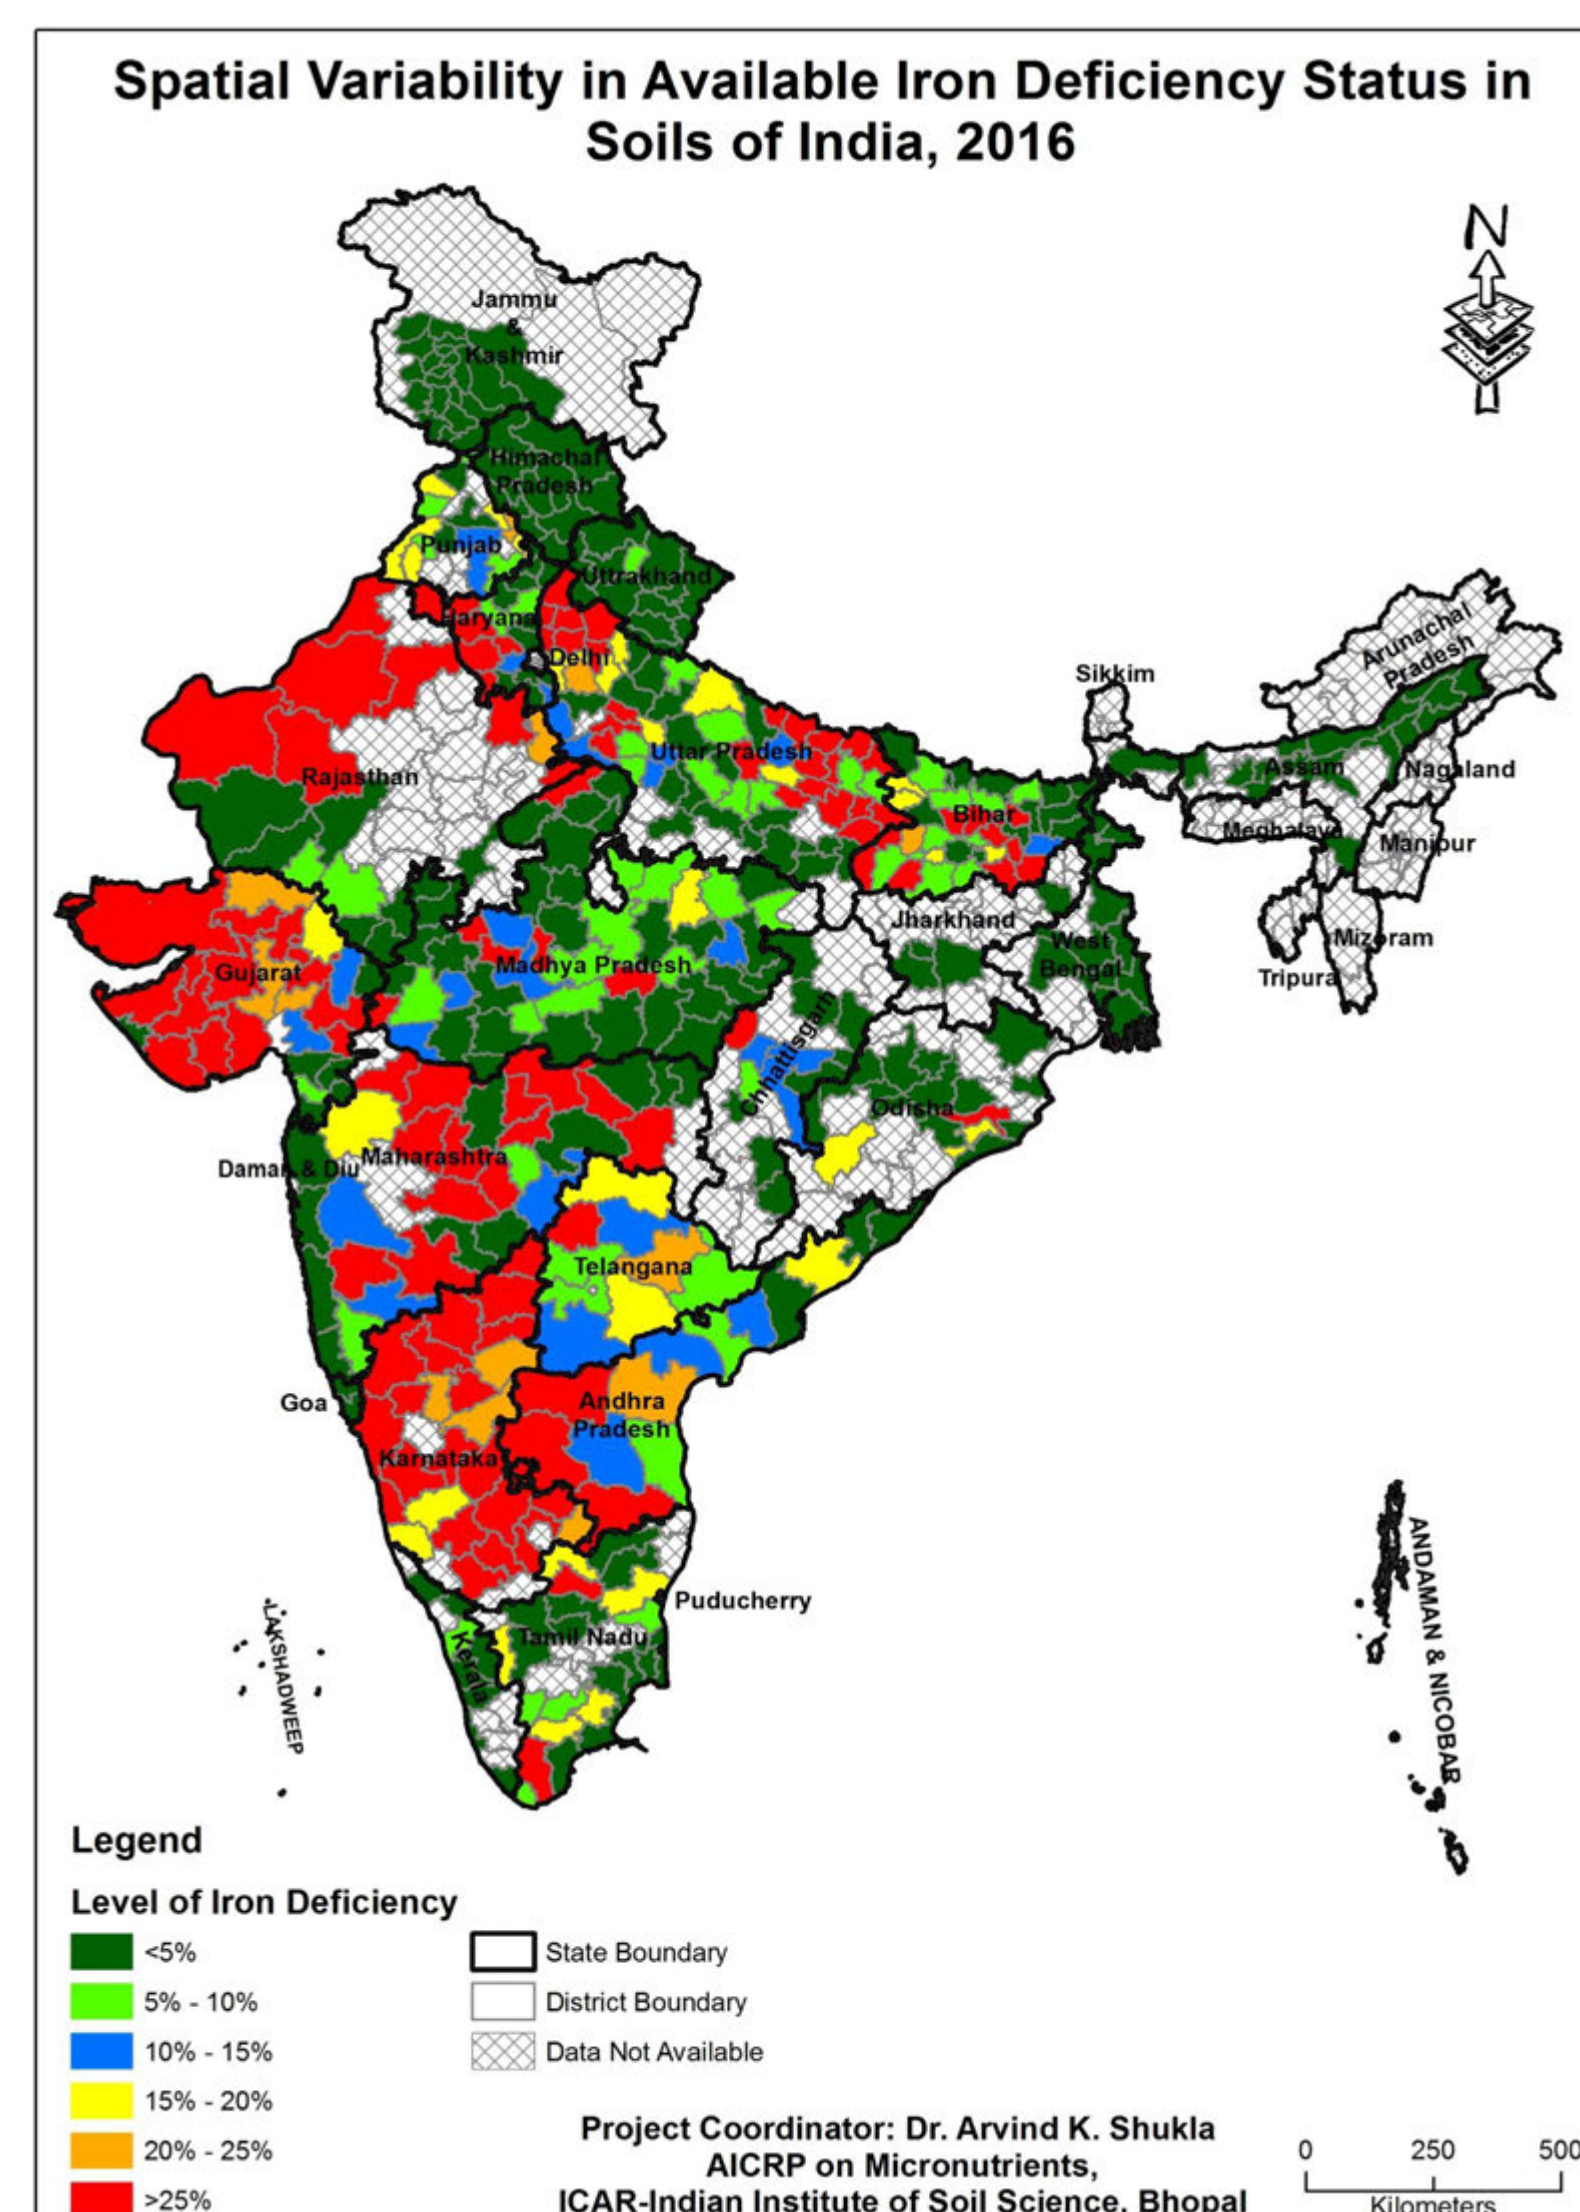 Spatial Variability in Available Iron Deficiency Status in
Soils of India, 2016
N
Jammu
&
Kashmir
Himachal
Pradesh
Punjab
Uttrakhand
Haryana
Delhi
Arunachal
Pradesh
Sikkim
Rajasthan
Uttar Pradesh
Assam
Nagaland
Bihar
Meghalaya
Manipur
Jharkhand
West
Bengal
Mizoram
Tripura
Gujarat
Madhya Pradesh
Chhattisgarh
Odisha
Daman & Diu
Maharashtra
Telangana
Goa
Andhra
Pradesh
Karnataka
Puducherry
Tamil Nadu
Kerala
LAKSHADWEEP
ANDAMAN & NICOBAR
Legend
Level of Iron Deficiency
<5%
5% - 10%
10% - 15%
15% - 20%
20% - 25%
>25%
State Boundary
District Boundary
Data Not Available
Project Coordinator: Dr. Arvind K. Shukla
AICRP on Micronutrients,
ICAR-Indian Institute of Soil Science, Bhopal
0 250 500
Kilometers